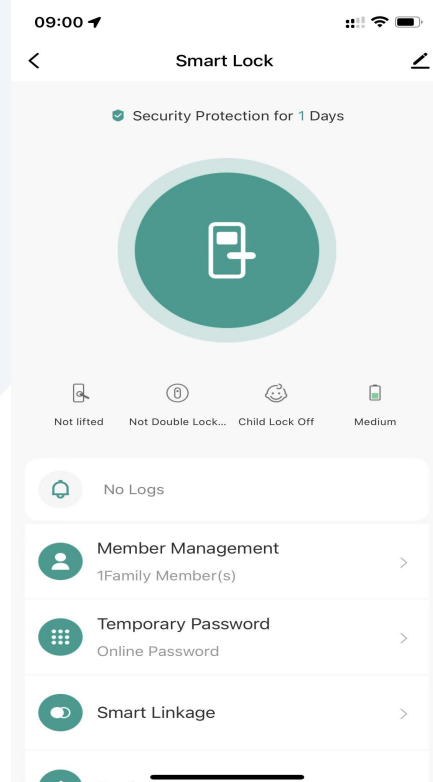 09:00
Smart Lock
Security Protection for 1 Days
Not lifted
Not Double Lock...
Child Lock Off
Medium
No Logs
Member Management
1Family Member(s)
Temporary Password
Online Password
Smart Linkage